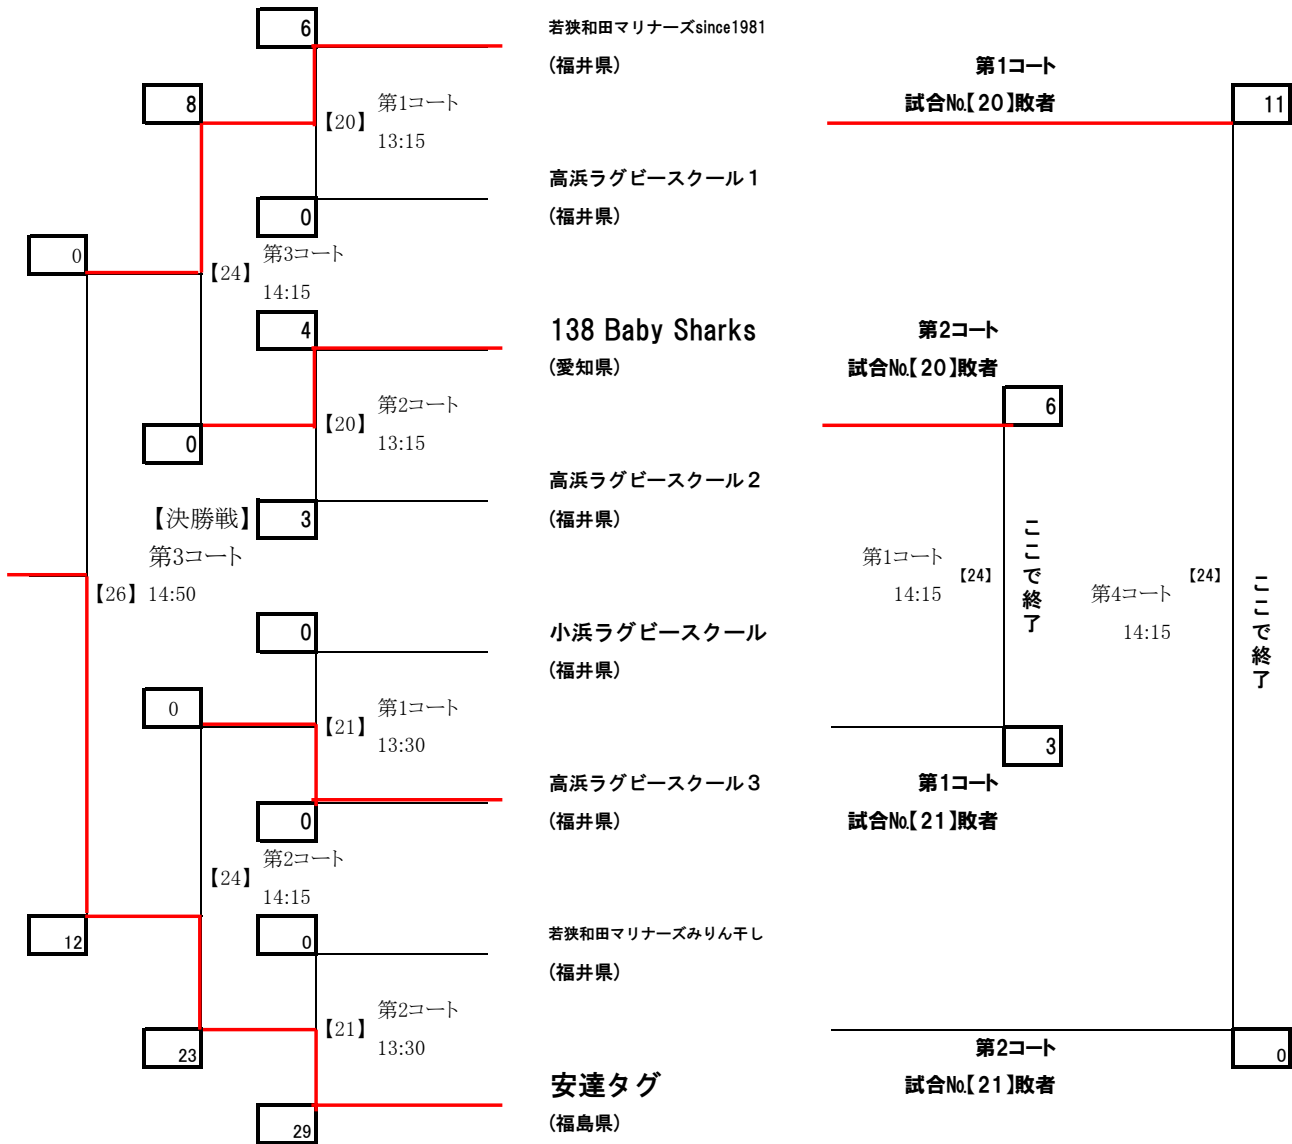 6
若狭和田マリナーズsince1981
(福井県)
第1コート
8
第1コート
試合No.【20】敗者
11
【20】
13:15
高浜ラグビースクール1
0
(福井県)
0
第3コート
【24】
14:15
4
138 Baby Sharks
第2コート
(愛知県)
試合No.【20】敗者
第2コート
6
【20】
0
13:15
高浜ラグビースクール2
【決勝戦】
3
(福井県)
第3コート
第1コート
【24】
ここで終了
【24】
ここで終了
【26】
14:50
14:15
第4コート
0
小浜ラグビースクール
14:15
(福井県)
0
第1コート
【21】
13:30
3
高浜ラグビースクール3
第1コート
0
(福井県)
試合No.【21】敗者
第2コート
【24】
14:15
12
0
若狭和田マリナーズみりん干し
(福井県)
第2コート
【21】
23
13:30
第2コート
0
安達タグ
試合No.【21】敗者
29
(福島県)